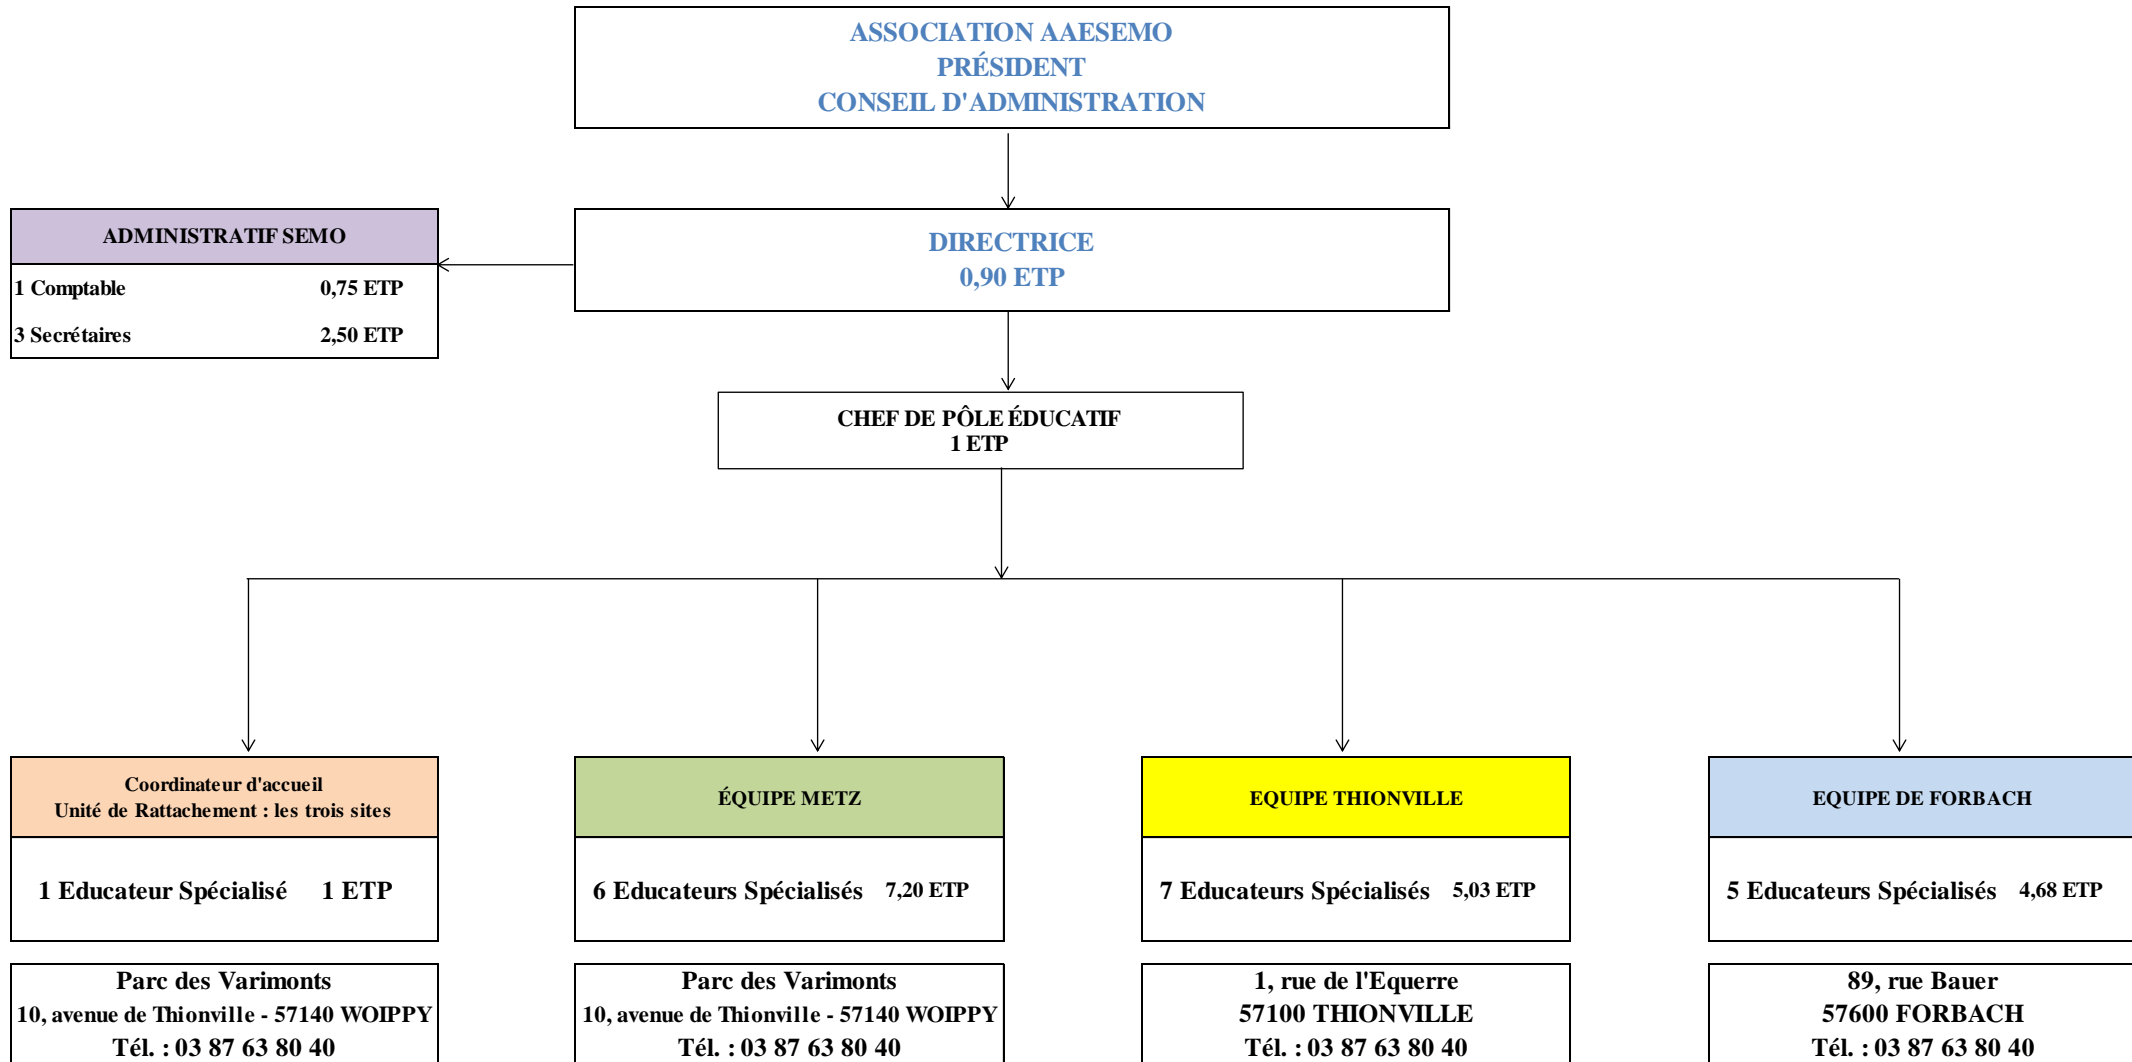 ASSOCIATION AAESEMO
PRÉSIDENT
CONSEIL D'ADMINISTRATION
ADMINISTRATIF SEMO
1 Comptable 0,75 ETP
3 Secrétaires 2,50 ETP
DIRECTRICE
0,90 ETP
CHEF DE PÔLE ÉDUCATIF
1 ETP
Coordinateur d'accueil
Unité de Rattachement : les trois sites
1 Educateur Spécialisé 1 ETP
Parc des Varimonts
10, avenue de Thionville - 57140 WOIPPY
Tél. : 03 87 63 80 40
ÉQUIPE METZ
6 Educateurs Spécialisés 7,20 ETP
Parc des Varimonts
10, avenue de Thionville - 57140 WOIPPY
Tél. : 03 87 63 80 40
EQUIPE THIONVILLE
7 Educateurs Spécialisés 5,03 ETP
1, rue de l'Equerre
57100 THIONVILLE
Tél. : 03 87 63 80 40
EQUIPE DE FORBACH
5 Educateurs Spécialisés 4,68 ETP
89, rue Bauer
57600 FORBACH
Tél. : 03 87 63 80 40